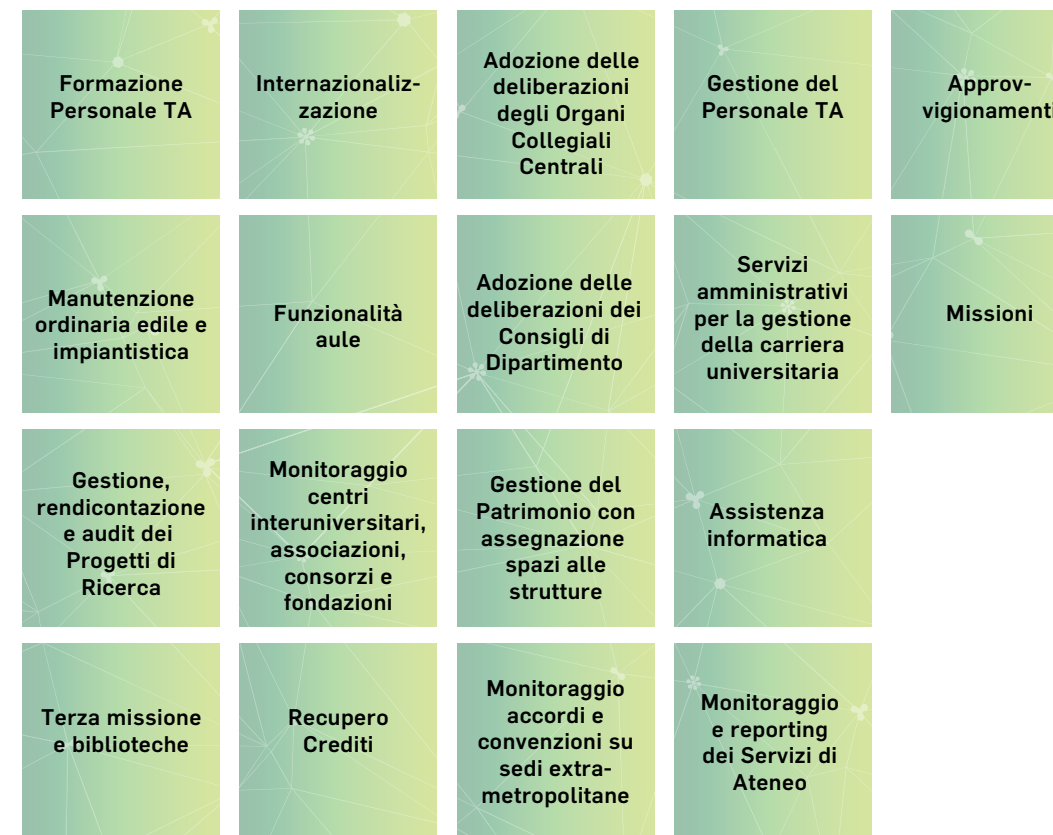 Formazione
Personale TA
Internazionaliz-
zazione
Adozione delle
deliberazioni
degli Organi
Collegiali
Centrali
Gestione del
Personale TA
Approv-
vigionamenti
Manutenzione
ordinaria edile e
impiantistica
Funzionalità
aule
Adozione delle
deliberazioni dei
Consigli di
Dipartimento
Servizi
amministrativi
per la gestione
della carriera
universitaria
Missioni
Gestione,
rendicontazione
e audit dei
Progetti di
Ricerca
Monitoraggio
centri
interuniversitari,
associazioni,
consorzi e
fondazioni
Gestione del
Patrimonio con
assegnazione
spazi alle
strutture
Assistenza
informatica
Terza missione
e biblioteche
Recupero
Crediti
Monitoraggio
accordi e
convenzioni su
sedi extra-
metropolitane
Monitoraggio
e reporting
dei Servizi di
Ateneo